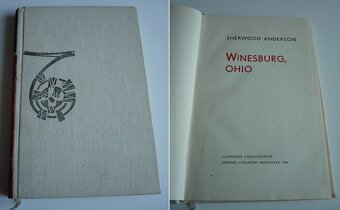 SHERWOOD ANDERSON
WINESBURG,
OHIO
SLOVENSKÉ VYDAVATEĽSTVO
KRÁSNEJ LITERATÚRY BRATISLAVA